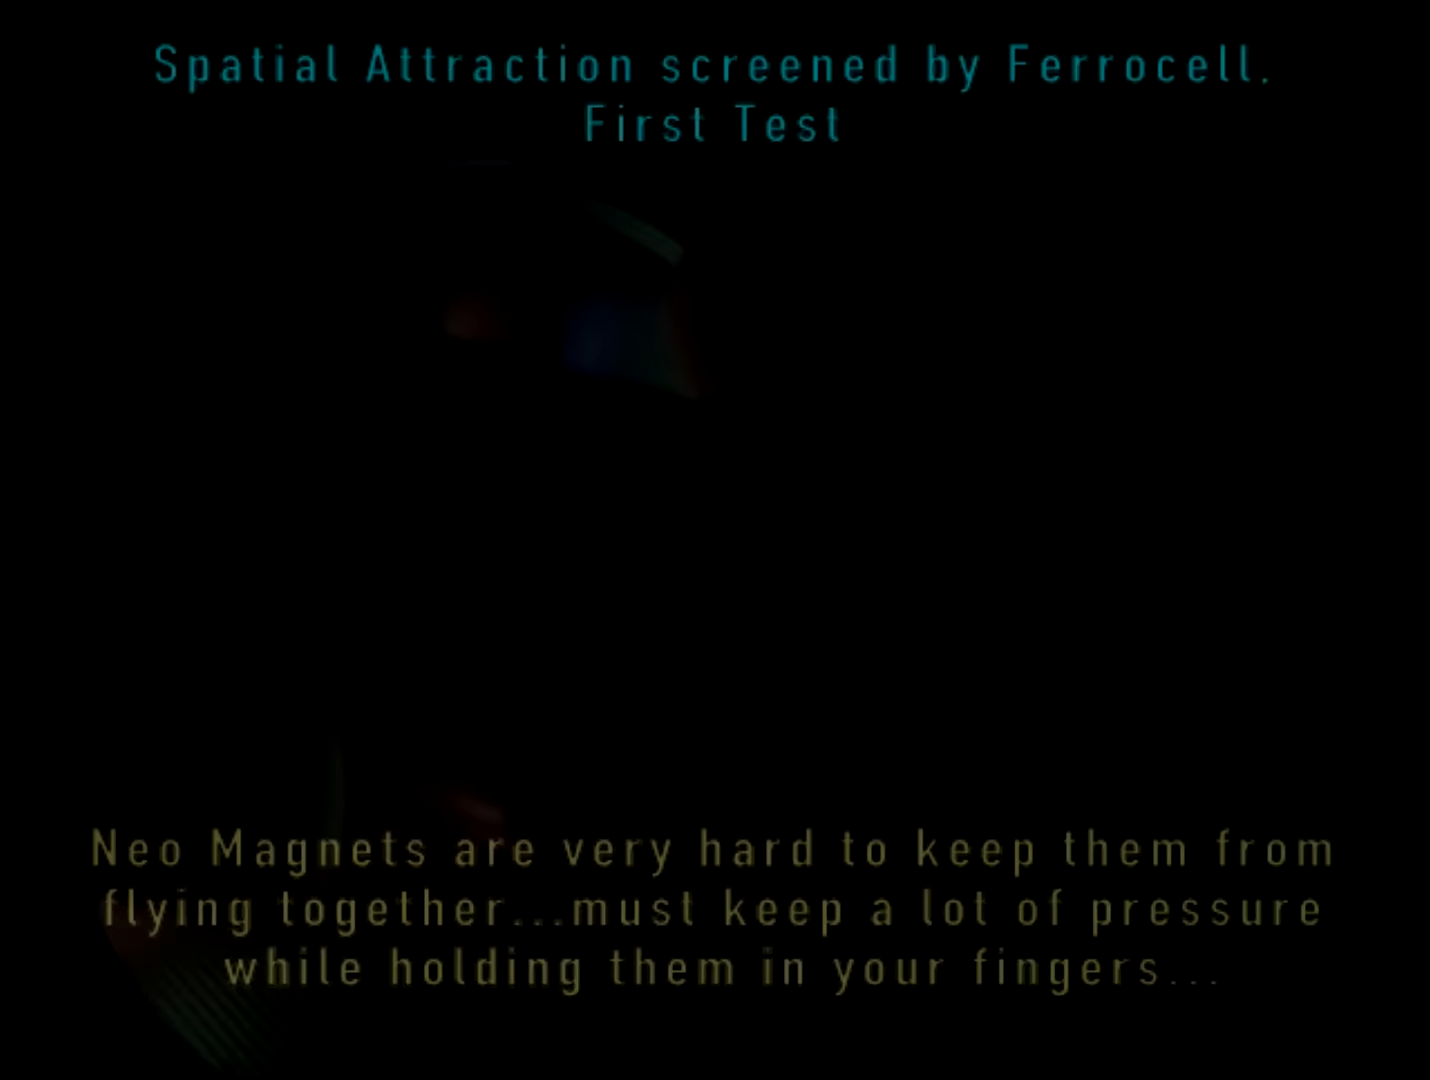 Spatial Attraction screened by Ferrocell.
First Test
Neo Magnets are very hard to keep them from
flying together...must keep a lot of pressure
while holding them in your fingers...